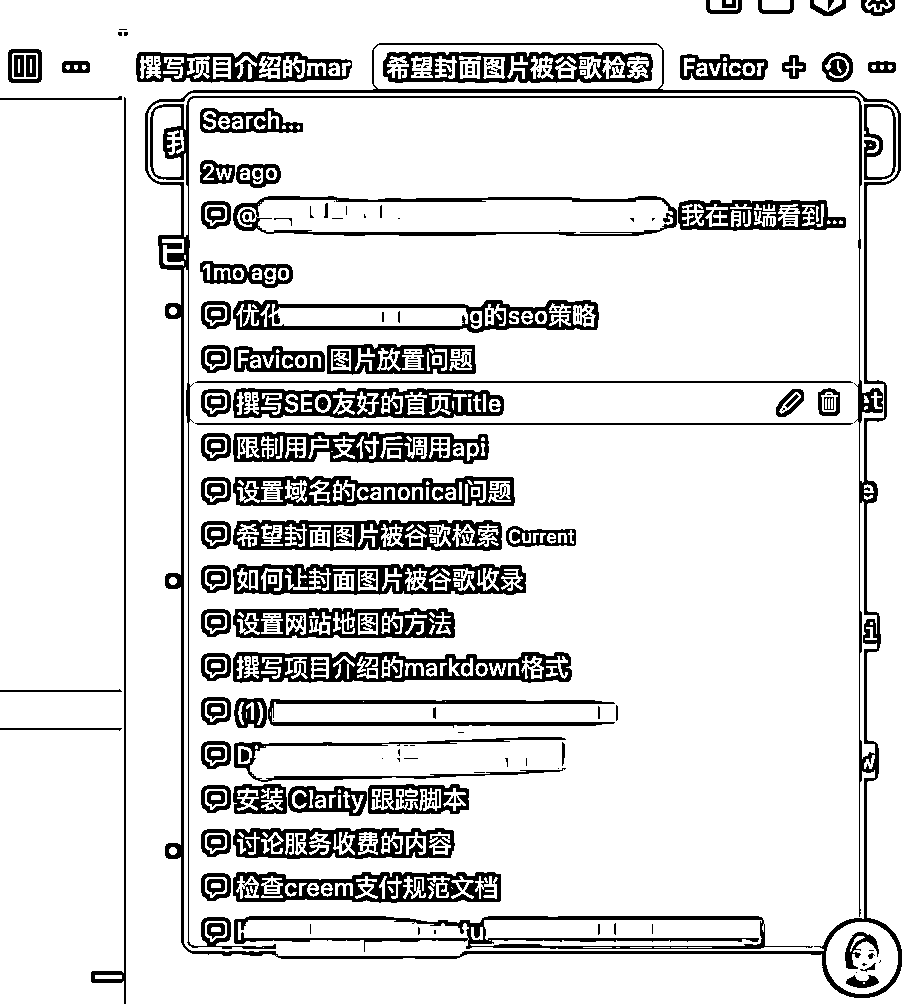 撰写项目介绍的mar 希望封面图片被谷歌检索 Favicor
Search...
2w ago
@ 我在前端看到...
1mo ago
优化 ng的seo策略
Favicon 图片放置问题
撰写SEO友好的首页Title
限制用户支付后调用api
设置域名的canonical问题
希望封面图片被谷歌检索 Current
如何让封面图片被谷歌收录
设置网站地图的方法
撰写项目介绍的markdown格式
(1)
安装 Clarity 跟踪脚本
讨论服务收费的内容
检查creem支付规范文档